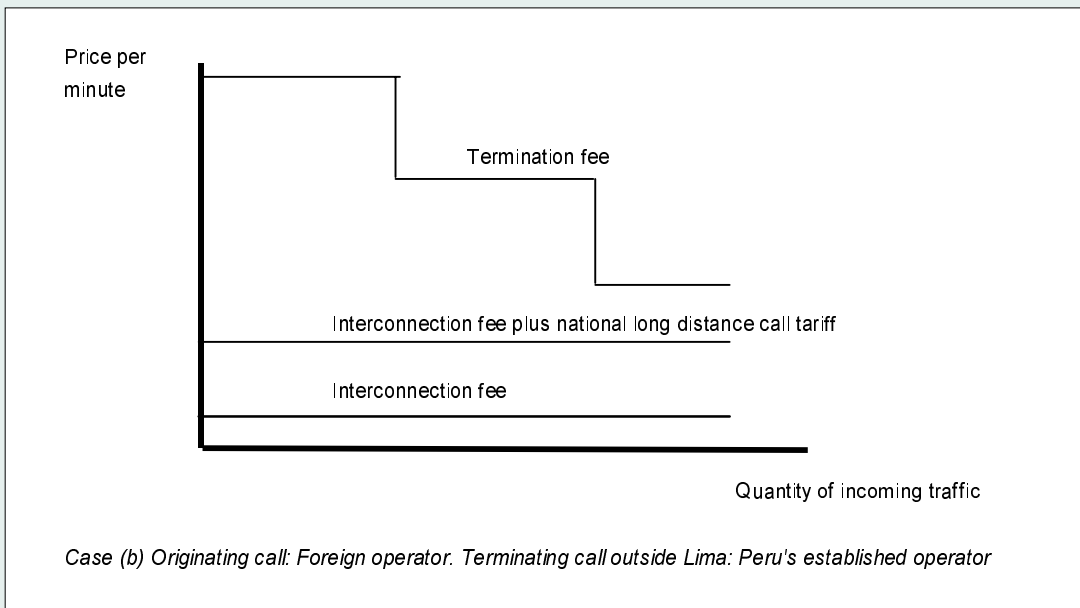 Price per
minute
Termination fee
Interconnection fee plus national long distance call tariff
Interconnection fee
Quantity of incoming traffic
Case (b) Originating call: Foreign operator. Terminating call outside Lima: Peru's established operator